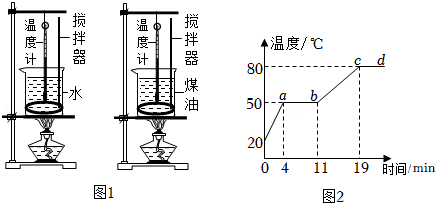 温度计
搅拌器
水
温度计
搅拌器
煤油
图1
温度/℃
80
50
20
0 4 11 19 时间/min
a b c d
图2